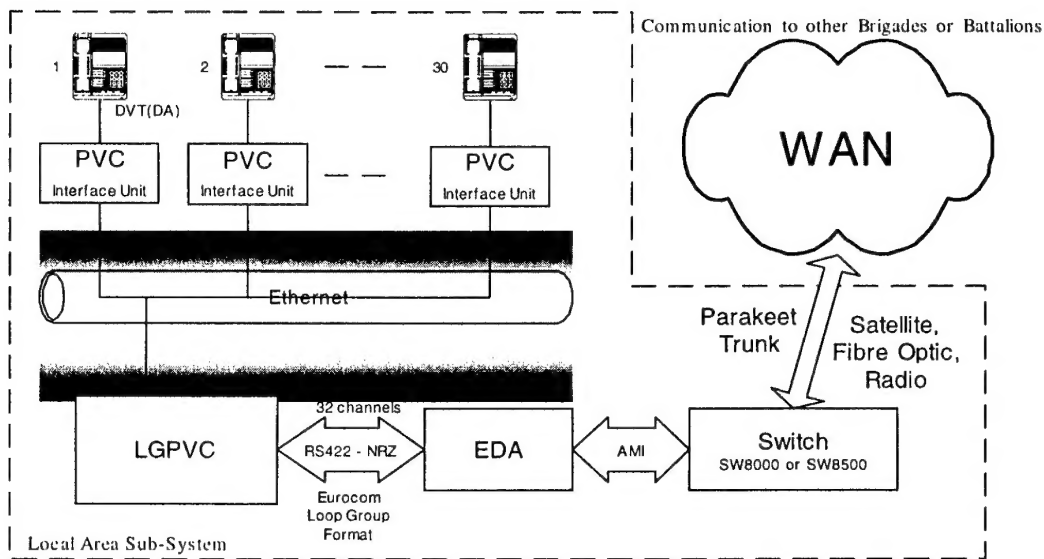 Communication to other Brigades or Battalions
1
2
30
DVT(DA)
PVC
Interface Unit
PVC
Interface Unit
PVC
Interface Unit
WAN
Ethernet
Parakeet
Trunk
Satellite,
Fibre Optic,
Radio
LGPVC
32 channels
RS422 - NRZ
Eurocom
Loop Group
Format
EDA
AMI
Switch
SW8000 or SW8500
Local Area Sub-System